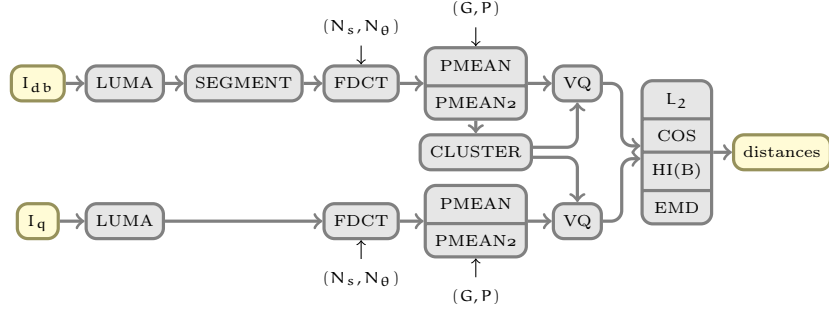 (G, P)
(N_s, N_θ)
I_db
LUMA
SEGMENT
FDCT
PMEAN
PMEAN2
VQ
CLUSTER
L_2
COS
HI(B)
EMD
distances
I_q
LUMA
FDCT
PMEAN
PMEAN2
VQ
(N_s, N_θ)
(G, P)